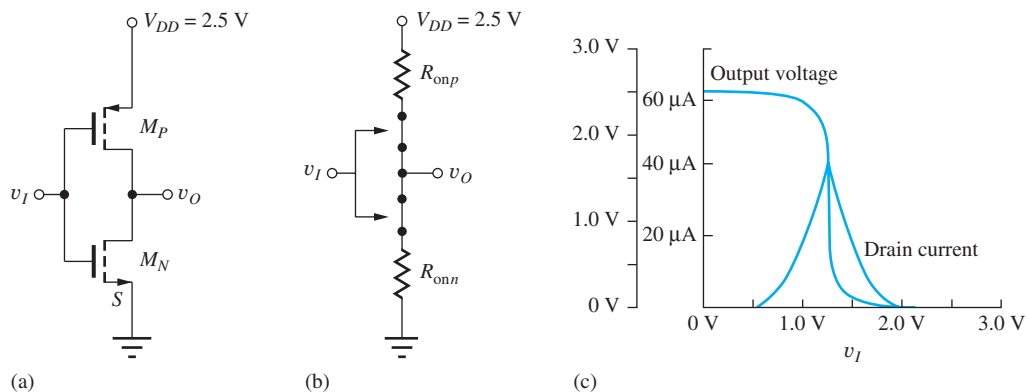 V_DD = 2.5 V
M_P
v_I
v_O
M_N
S
(a)
V_DD = 2.5 V
R_onp
v_I
v_O
R_onn
(b)
3.0 V
2.0 V
1.0 V
0 V
Output voltage
60 μA
40 μA
20 μA
Drain current
0 V
1.0 V
2.0 V
3.0 V
v_I
(c)